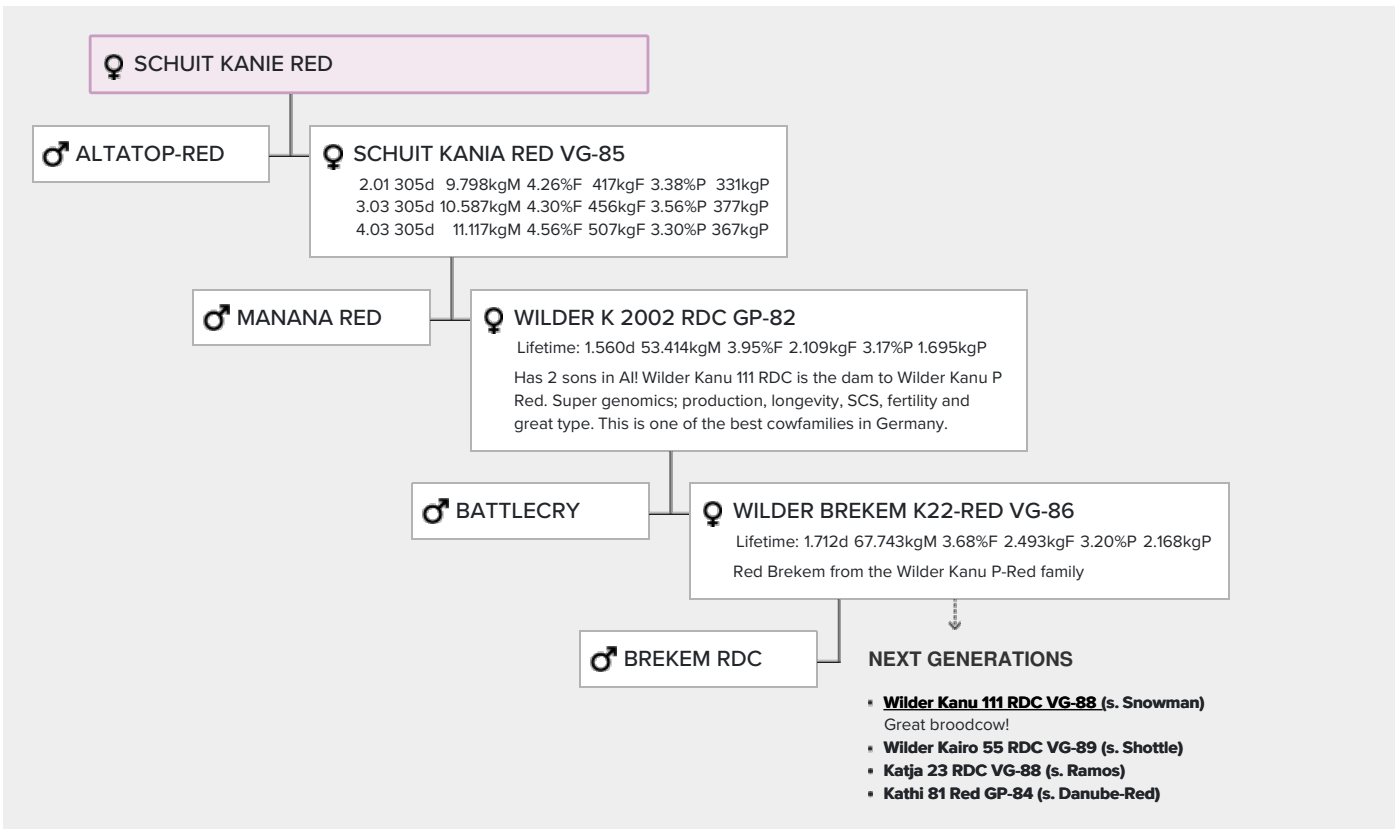 ♀ SCHUIT KANIE RED
♂ ALTATOP-RED
♀ SCHUIT KANIA RED VG-85
2.01 305d 9.798kgM 4.26%F 417kgF 3.38%P 331kgP
3.03 305d 10.587kgM 4.30%F 456kgF 3.56%P 377kgP
4.03 305d 11.117kgM 4.56%F 507kgF 3.30%P 367kgP
♂ MANANA RED
♀ WILDER K 2002 RDC GP-82
Lifetime: 1.560d 53.414kgM 3.95%F 2.109kgF 3.17%P 1.695kgP
Has 2 sons in AI! Wilder Kanu 111 RDC is the dam to Wilder Kanu P
Red. Super genomics; production, longevity, SCS, fertility and
great type. This is one of the best cowfamilies in Germany.
♂ BATTLECRY
♀ WILDER BREKEM K22-RED VG-86
Lifetime: 1.712d 67.743kgM 3.68%F 2.493kgF 3.20%P 2.168kgP
Red Brekem from the Wilder Kanu P-Red family
♂ BREKEM RDC
NEXT GENERATIONS
• Wilder Kanu 111 RDC VG-88 (s. Snowman)
Great broodcow!
• Wilder Kairo 55 RDC VG-89 (s. Shottle)
• Katja 23 RDC VG-88 (s. Ramos)
• Kathi 81 Red GP-84 (s. Danube-Red)